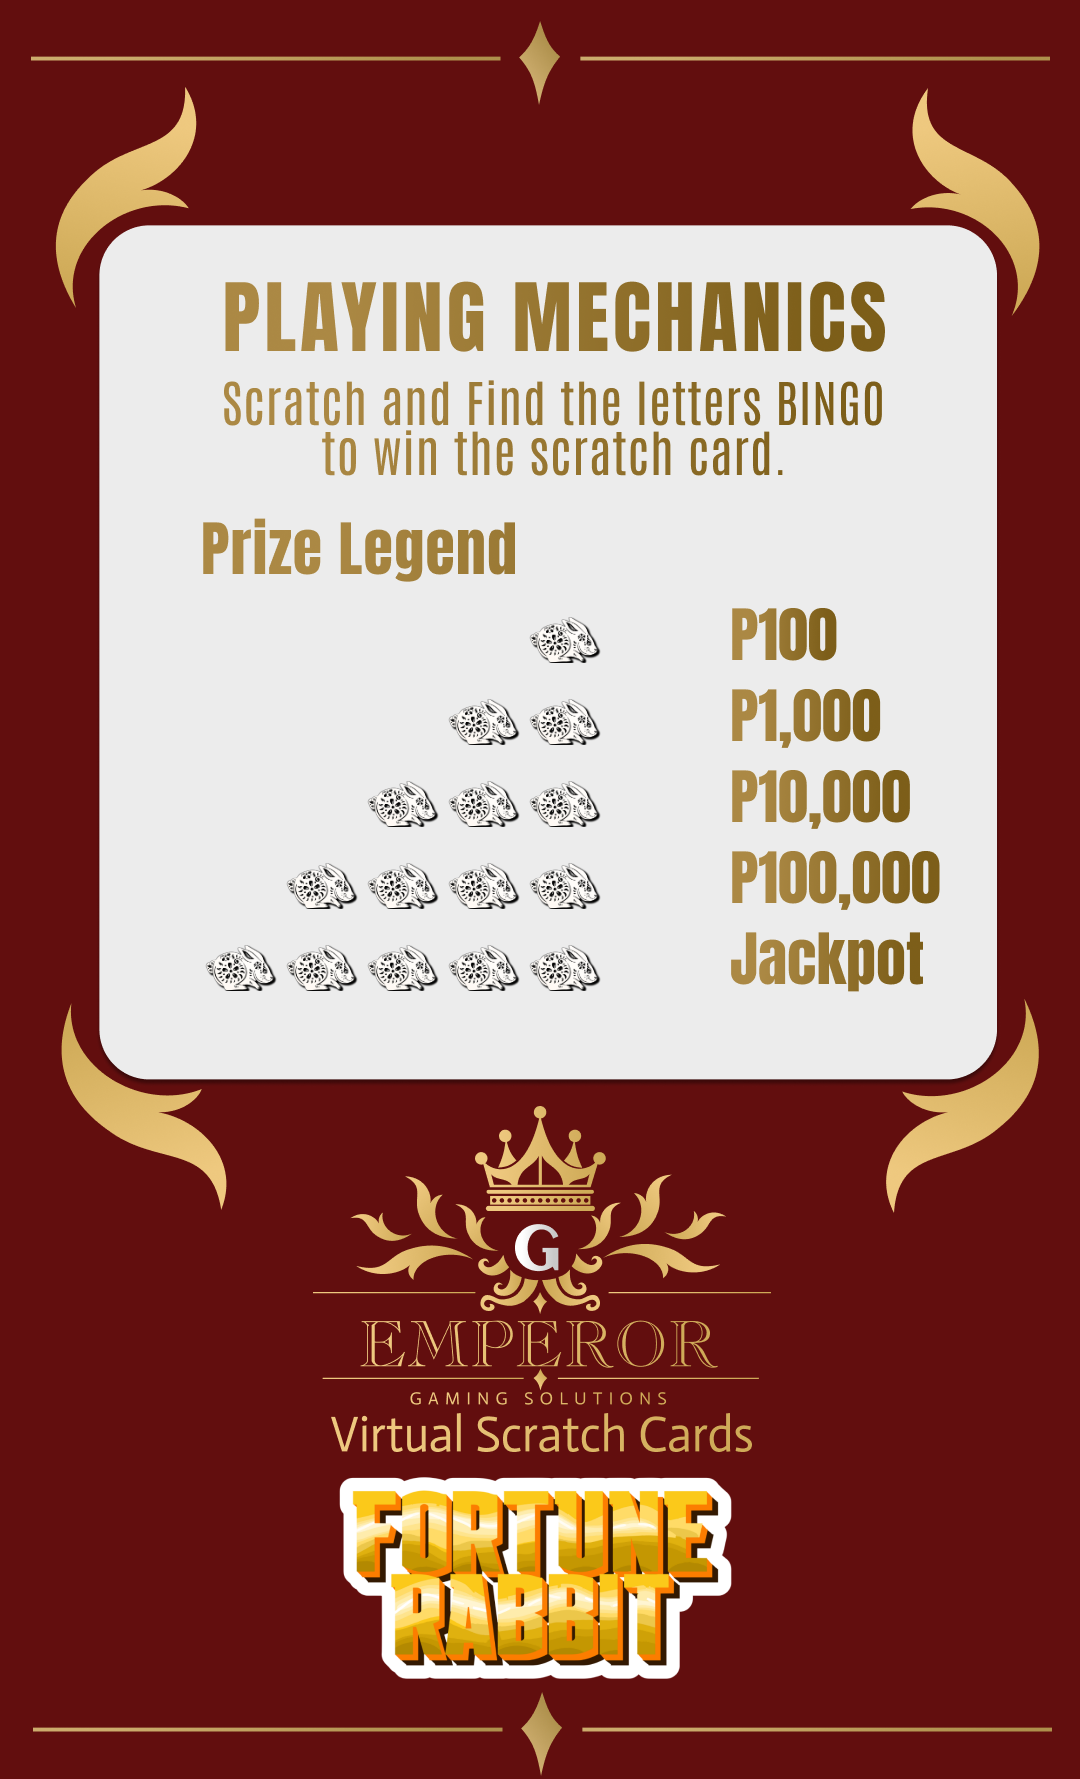 PLAYING MECHANICS
Scratch and Find the letters BINGO
to win the scratch card.
Prize Legend
P100
P1,000
P10,000
P100,000
Jackpot
G
EMPEROR
GAMING SOLUTIONS
Virtual Scratch Cards
FORTUNE
RABBIT